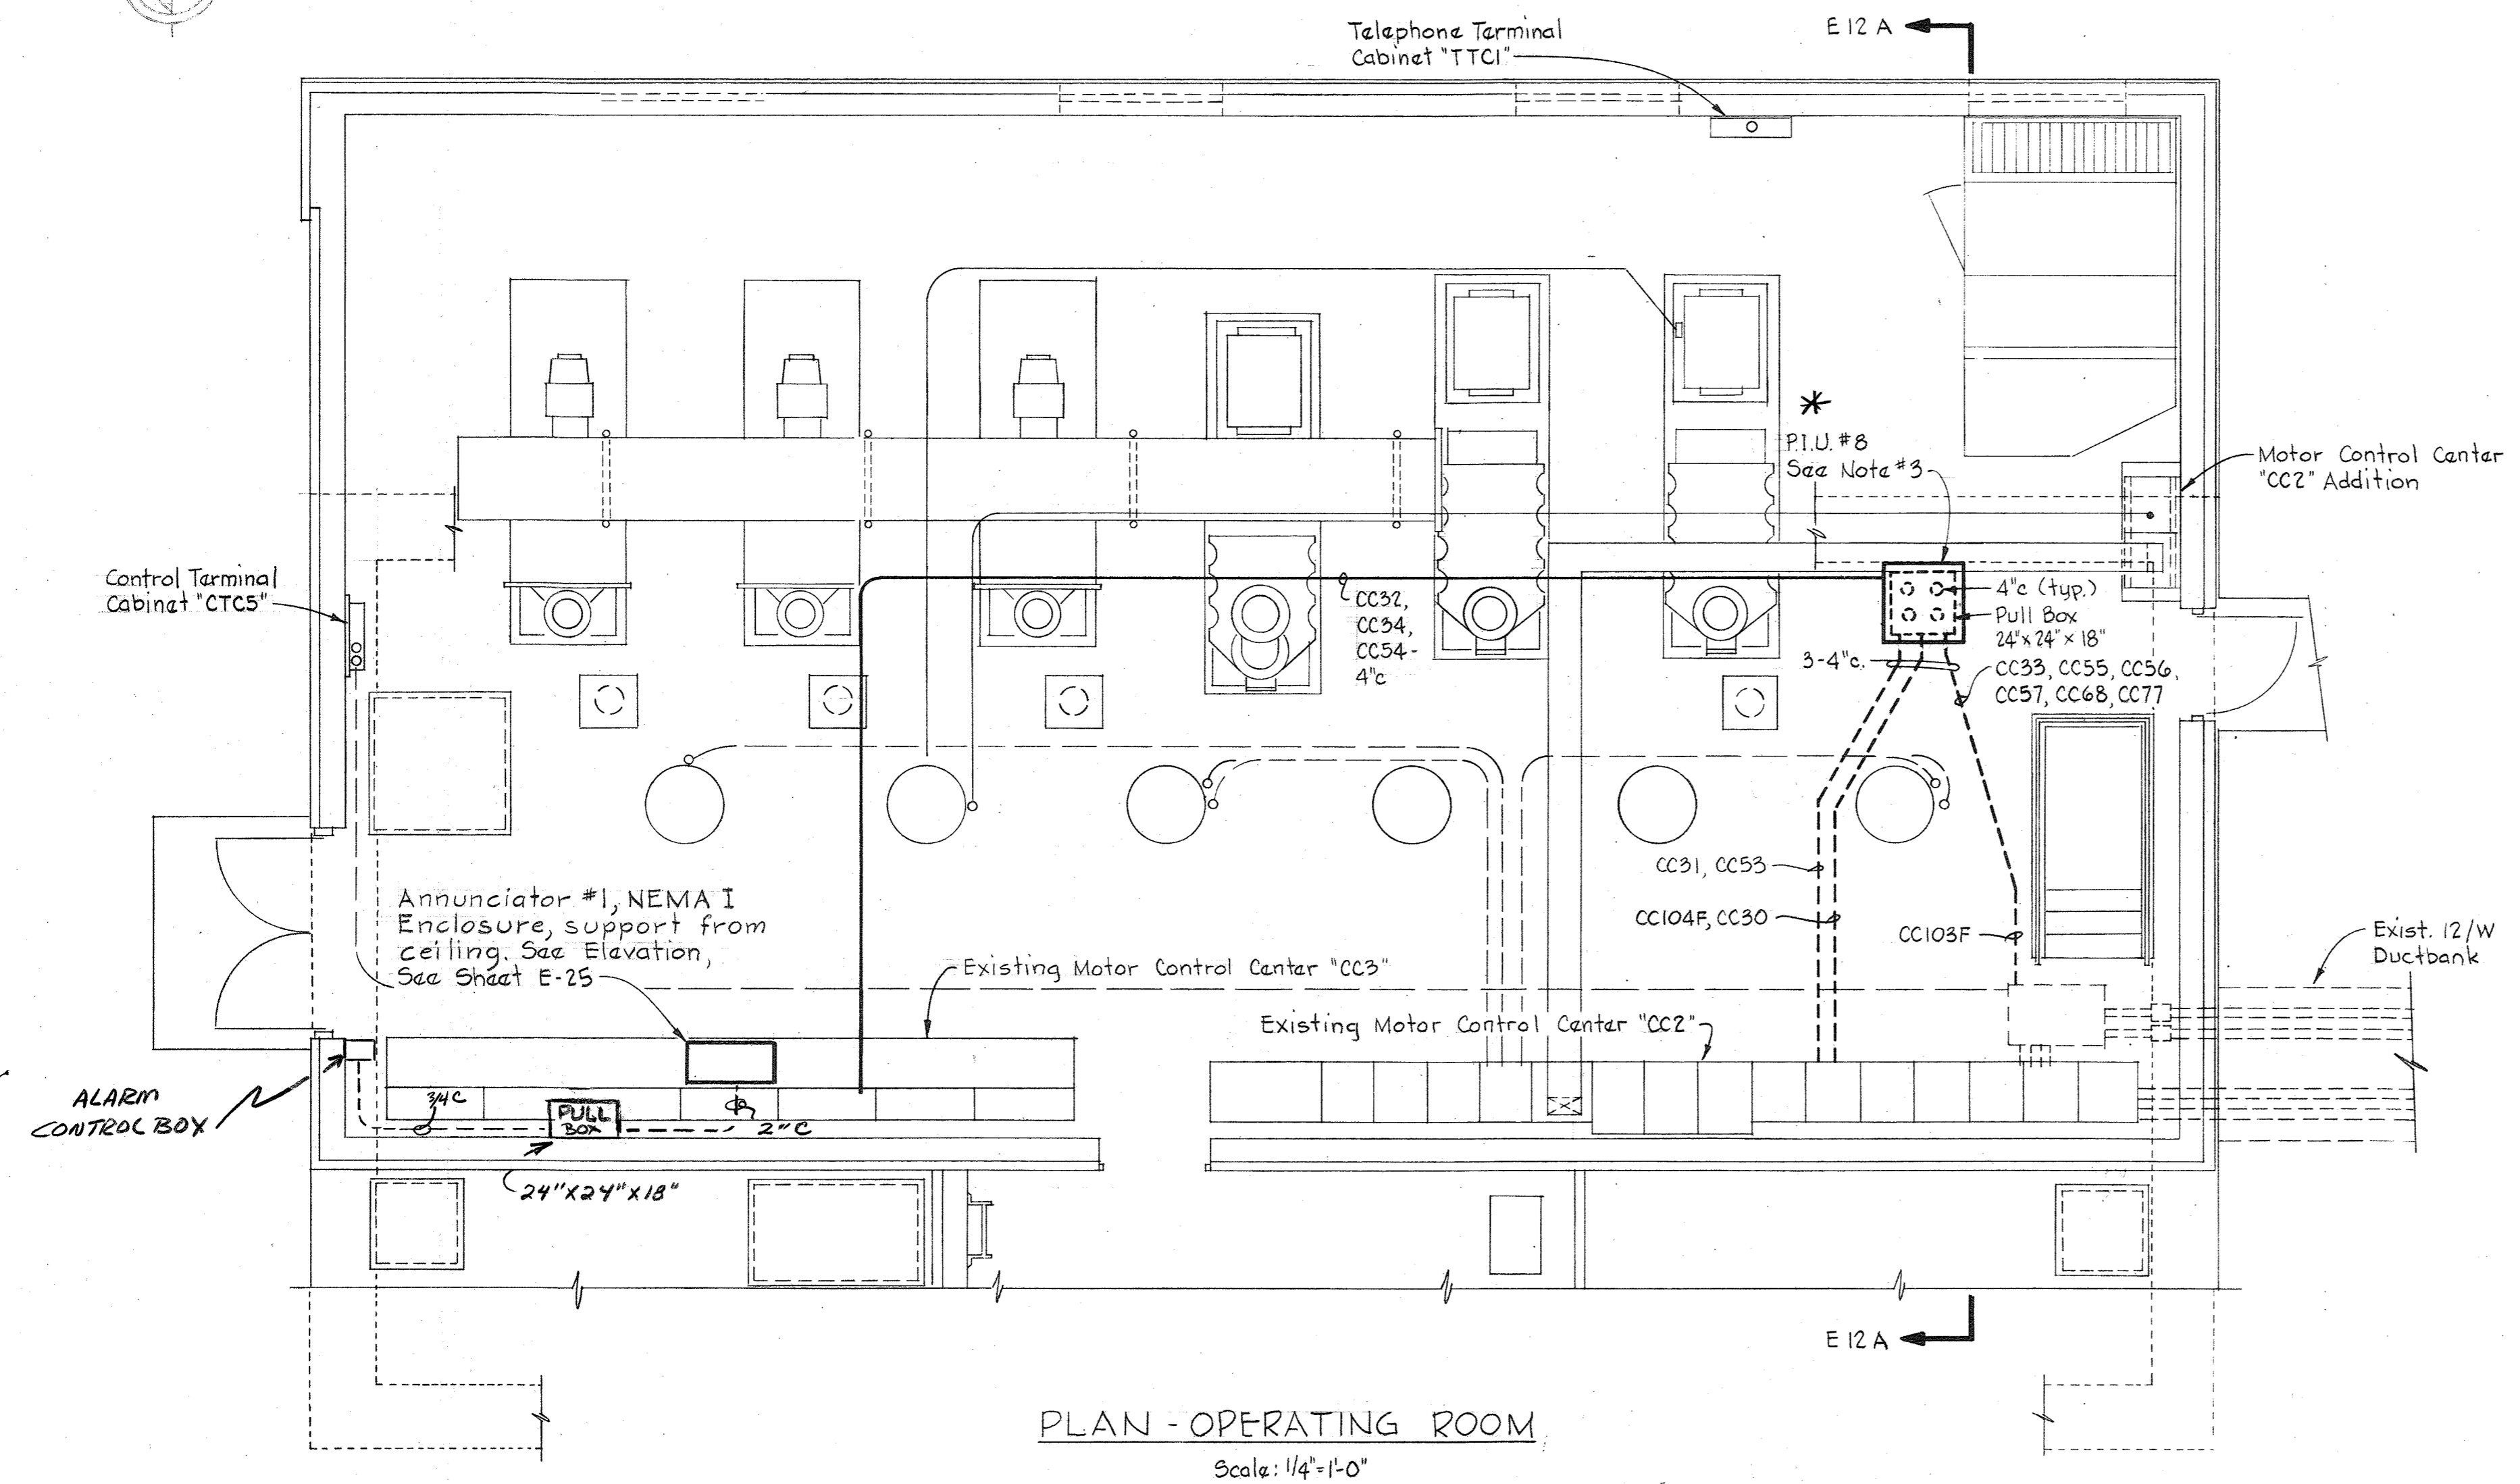 Telephone Terminal
Cabinet "TTC1"
E 12 A
P.I.U. #8
See Note #3
Motor Control Center
"CC2" Addition
Control Terminal
Cabinet "CTC5"
CC32,
CC34,
CC54-
4"c
4"c (typ.)
Pull Box
24"x 24"x 18"
3-4"c.
CC33, CC55, CC56,
CC57, CC68, CC77
CC31, CC53
CC104F, CC30
CC103F
Exist. 12/W
Ductbank
Annunciator #1, NEMA I
Enclosure, support from
ceiling. See Elevation,
See Sheet E-25
Existing Motor Control Center "CC3"
Existing Motor Control Center "CC2"
ALARM
CONTROL BOX
3/4 C
PULL
BOX
2" C
24"X24"X18"
E 12 A
PLAN - OPERATING ROOM
Scale: 1/4"=1'-0"